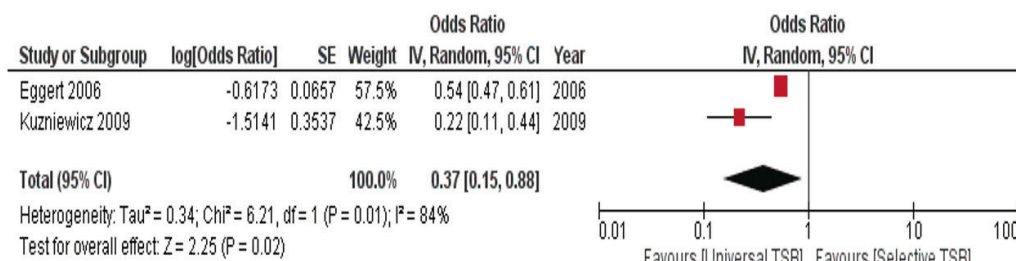 Odds Ratio Odds Ratio
Study or Subgroup log[Odds Ratio] SE Weight IV, Random, 95% CI Year IV, Random, 95% CI
Eggert 2006 -0.6173 0.0657 57.5% 0.54 [0.47, 0.61] 2006
Kuzniewicz 2009 -1.5141 0.3537 42.5% 0.22 [0.11, 0.44] 2009
Total (95% CI) 100.0% 0.37 [0.15, 0.88]
Heterogeneity: Tau² = 0.34; Chi² = 6.21, df = 1 (P = 0.01); I² = 84%
Test for overall effect: Z = 2.25 (P = 0.02)
0.01 0.1 1 10 100
Favours [Universal TSB] Favours [Selective TSB]